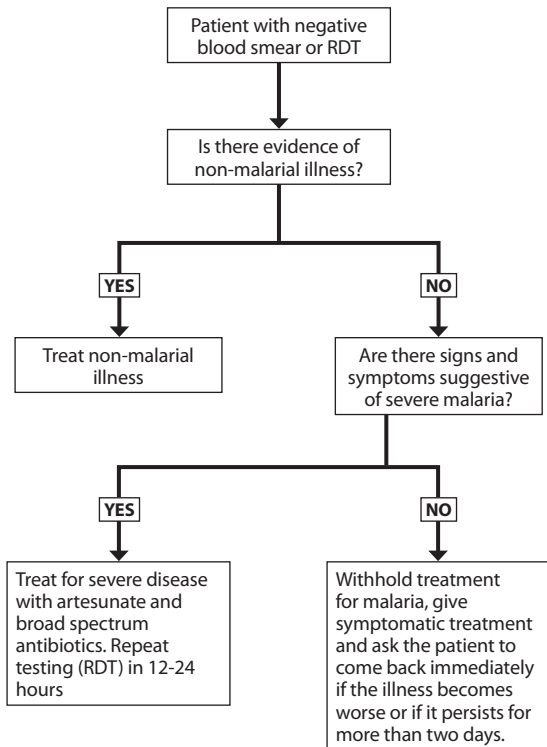 Patient with negative
blood smear or RDT
Is there evidence of
non-malarial illness?
YES
NO
Treat non-malarial
illness
Are there signs and
symptoms suggestive
of severe malaria?
YES
NO
Treat for severe disease
with artesunate and
broad spectrum
antibiotics. Repeat
testing (RDT) in 12-24
hours
Withhold treatment
for malaria, give
symptomatic treatment
and ask the patient to
come back immediately
if the illness becomes
worse or if it persists for
more than two days.